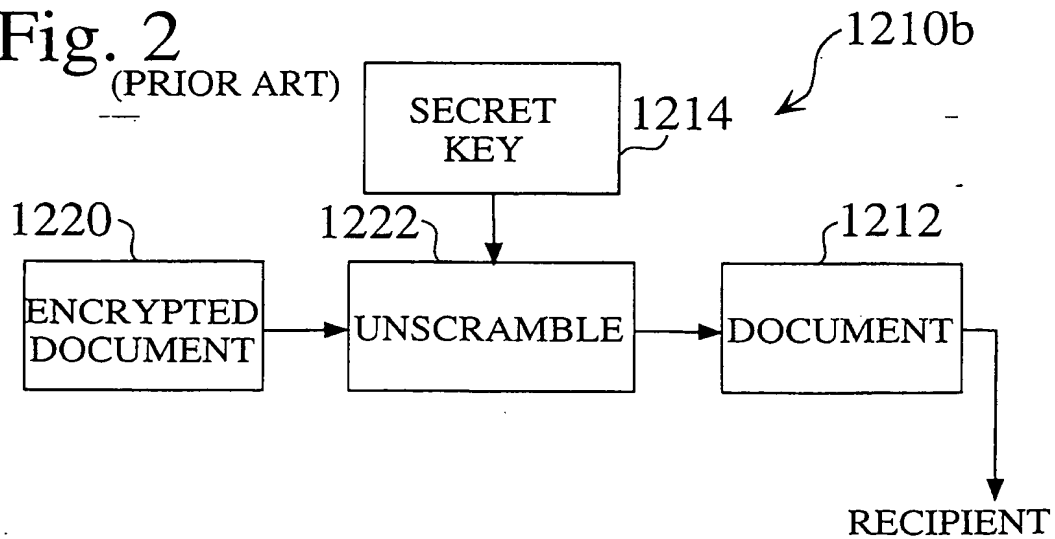 Fig. 2
(PRIOR ART)
1210b
SECRET
KEY
1214
1220
1222
1212
ENCRYPTED
DOCUMENT
UNSCRAMBLE
DOCUMENT
RECIPIENT